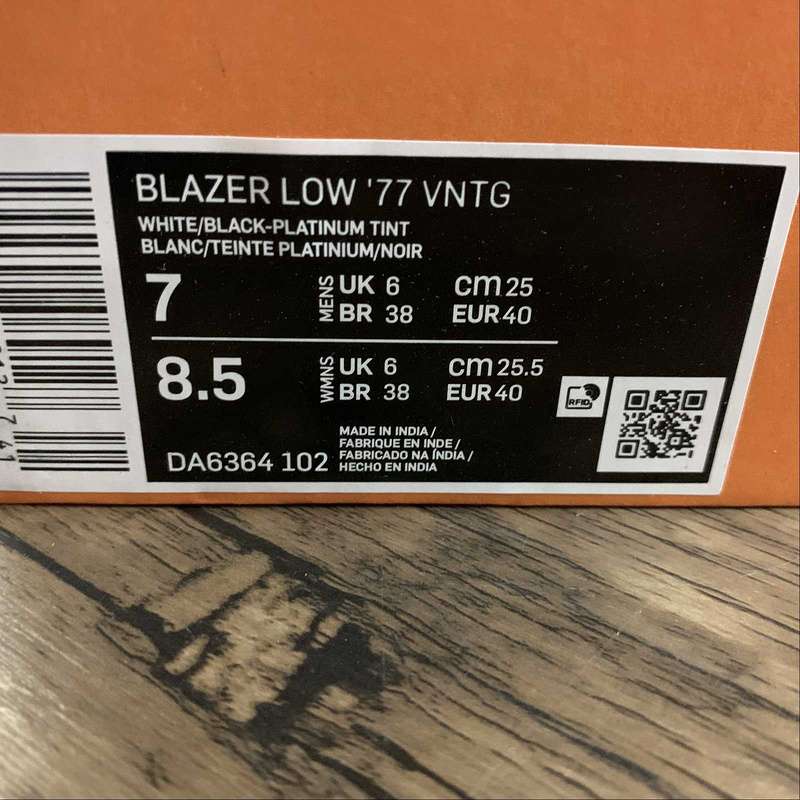 BLAZER LOW '77 VNTG
WHITE/BLACK-PLATINUM TINT
BLANC/TEINTE PLATINIUM/NOIR
7 MENS UK 6 cm 25
BR 38 EUR 40
8.5 WMNS UK 6 cm 25.5
BR 38 EUR 40
RFID
DA6364 102
MADE IN INDIA /
FABRIQUE EN INDE /
FABRICADO NA ÍNDIA /
HECHO EN INDIA